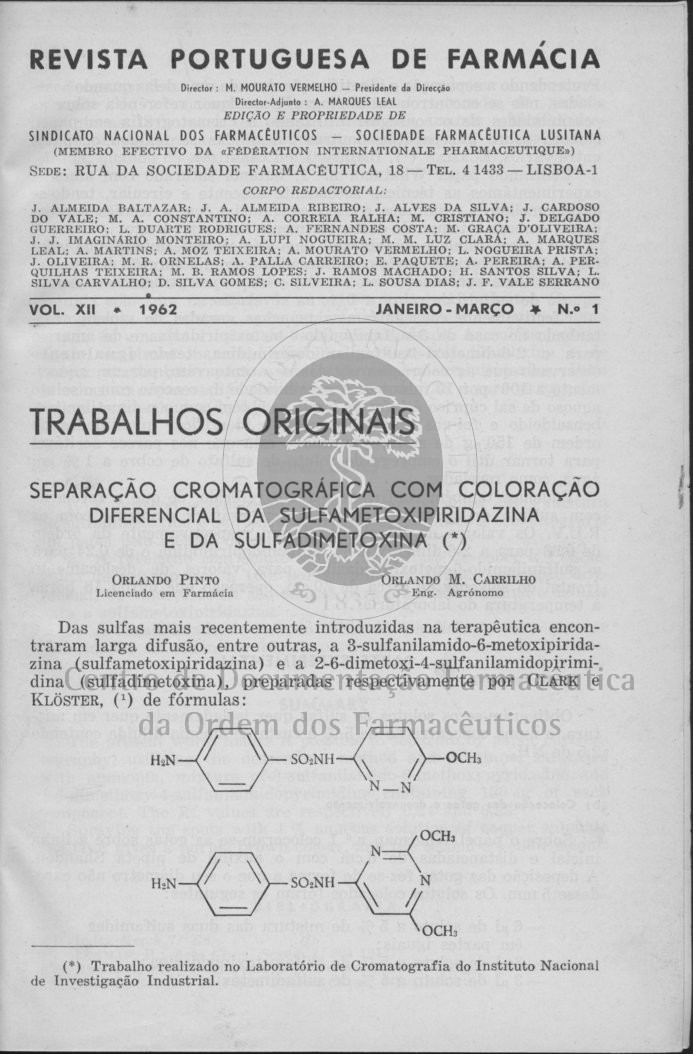 REVISTA PORTUGUESA DE FARMÁCIA
Director : M. MOURATO VERMELHO — Presidente da Direcção
Director-Adjunto : A. MARQUES LEAL
EDIÇÃO E PROPRIEDADE DE
SINDICATO NACIONAL DOS FARMACÊUTICOS — SOCIEDADE FARMACÊUTICA LUSITANA
(MEMBRO EFECTIVO DA «FÉDÉRATION INTERNATIONALE PHARMACEUTIQUE»)
SEDE: RUA DA SOCIEDADE FARMACÊUTICA, 18 — TEL. 4 1433 — LISBOA-1
CORPO REDACTORIAL:
J. ALMEIDA BALTAZAR; J. A. ALMEIDA RIBEIRO; J. ALVES DA SILVA; J. CARDOSO
DO VALE; M. A. CONSTANTINO; A. CORREIA RALHA; M. CRISTIANO; J. DELGADO
GUERREIRO; L. DUARTE RODRIGUES; A. FERNANDES COSTA; M. GRAÇA D'OLIVEIRA;
J. J. IMAGINÁRIO MONTEIRO; A. LUPI NOGUEIRA; M. M. LUZ CLARA; A. MARQUES
LEAL; A. MARTINS; A. MOZ TEIXEIRA; A. MOURATO VERMELHO; L. NOGUEIRA PRISTA;
J. OLIVEIRA; M. R. ORNELAS; A. PALLA CARREIRO; E. PAQUETE; A. PEREIRA; A. PER-
QUILHAS TEIXEIRA; M. B. RAMOS LOPES; J. RAMOS MACHADO; H. SANTOS SILVA; L.
SILVA CARVALHO; D. SILVA GOMES; C. SILVEIRA; L. SOUSA DIAS; J. F. VALE SERRANO
VOL. XII * 1962 JANEIRO - MARÇO * N.º 1
TRABALHOS ORIGINAIS
SEPARAÇÃO CROMATOGRÁFICA COM COLORAÇÃO
DIFERENCIAL DA SULFAMETOXIPIRIDAZINA
E DA SULFADIMETOXINA (*)
ORLANDO PINTO ORLANDO M. CARRILHO
Licenciado em Farmácia Eng. Agrónomo
1835
Das sulfas mais recentemente introduzidas na terapêutica encon-
traram larga difusão, entre outras, a 3-sulfanilamido-6-metoxipirida-
zina (sulfametoxipiridazina) e a 2-6-dimetoxi-4-sulfanilamidopirimi-
dina (sulfadimetoxina), preparadas respectivamente por CLARK e
Centro de Documentação Farmacêutica
KLÖSTER, (¹) de fórmulas:
da Ordem dos Farmacêuticos
H₂N SO₂NH OCH₃
N N
OCH₃
N
H₂N SO₂NH N
OCH₃
(*) Trabalho realizado no Laboratório de Cromatografia do Instituto Nacional
de Investigação Industrial.